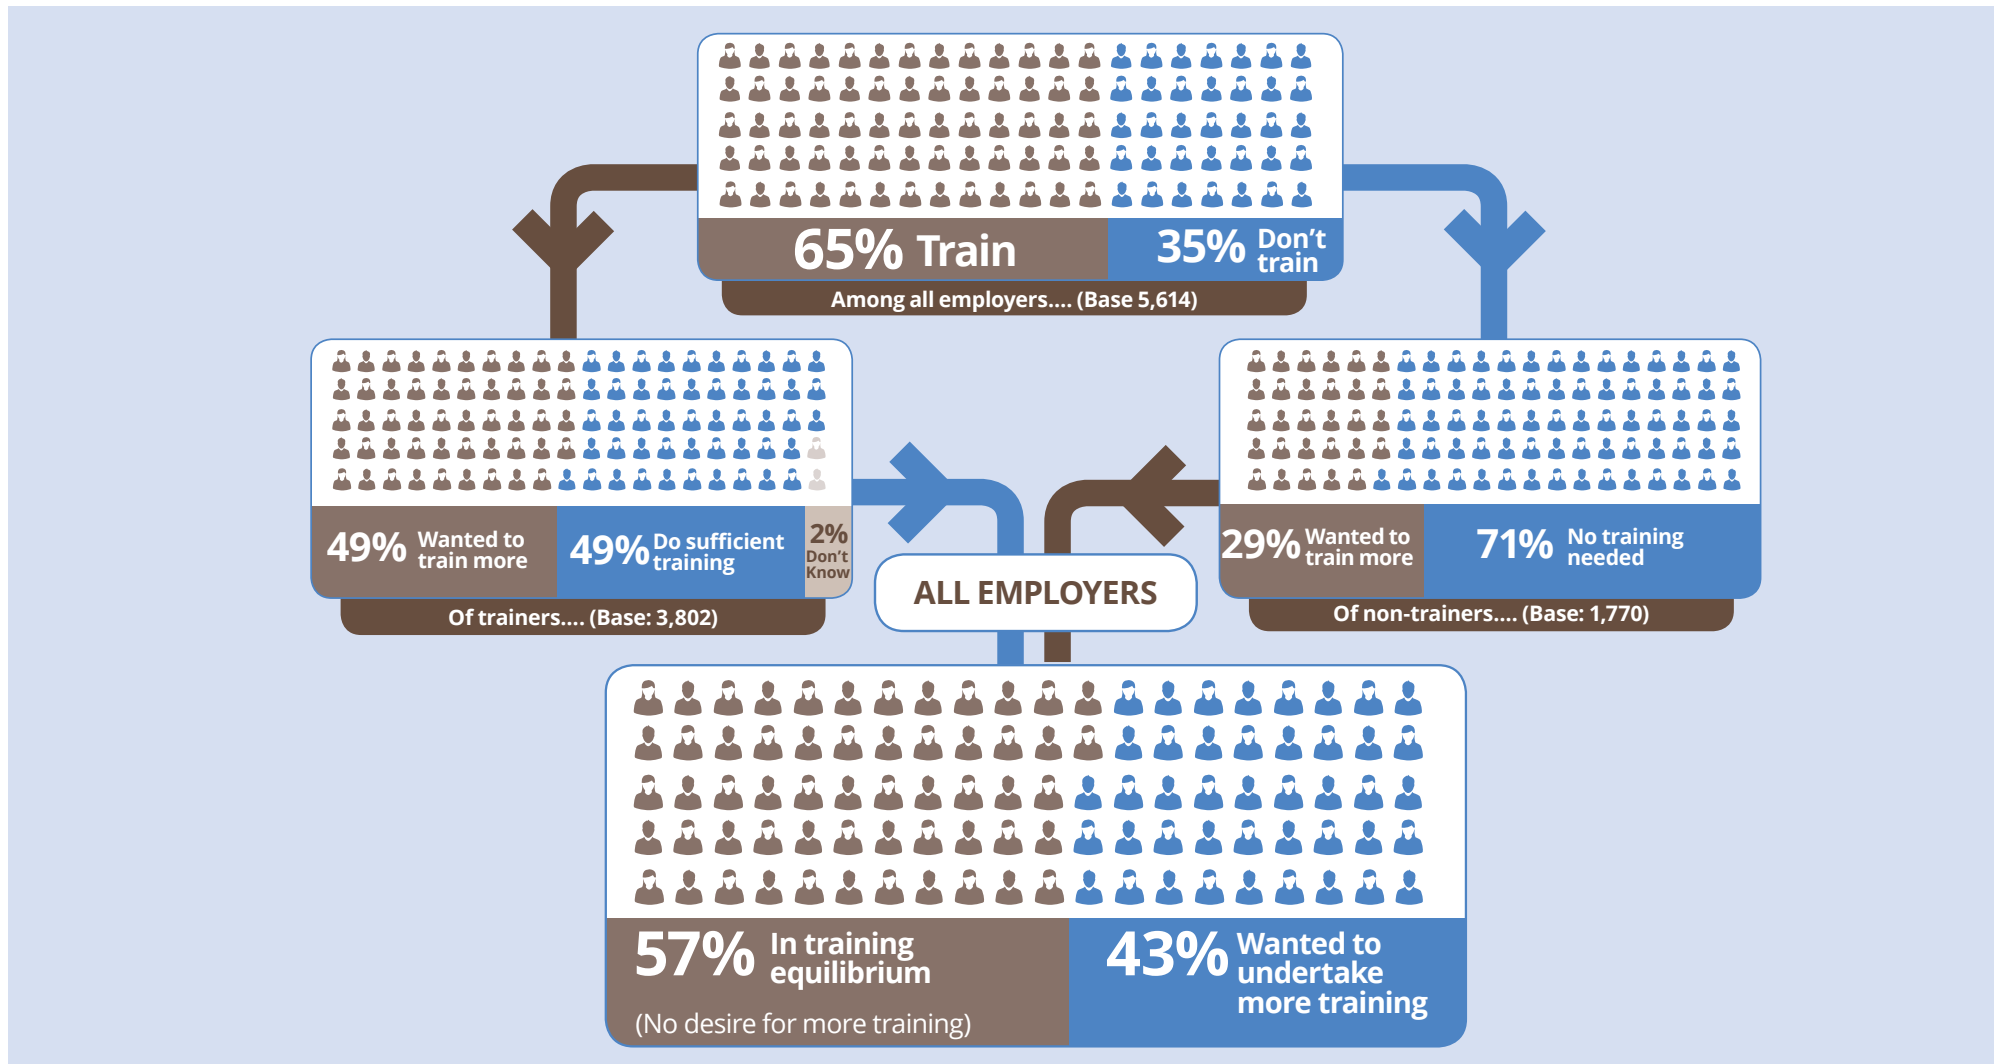 65% Train
35% Don't
train
Among all employers.... (Base 5,614)
49% Wanted to
train more
49% Do sufficient
training
2%
Don't
Know
Of trainers.... (Base: 3,802)
29% Wanted to
train more
71% No training
needed
Of non-trainers.... (Base: 1,770)
ALL EMPLOYERS
57% In training
equilibrium
(No desire for more training)
43% Wanted to
undertake
more training